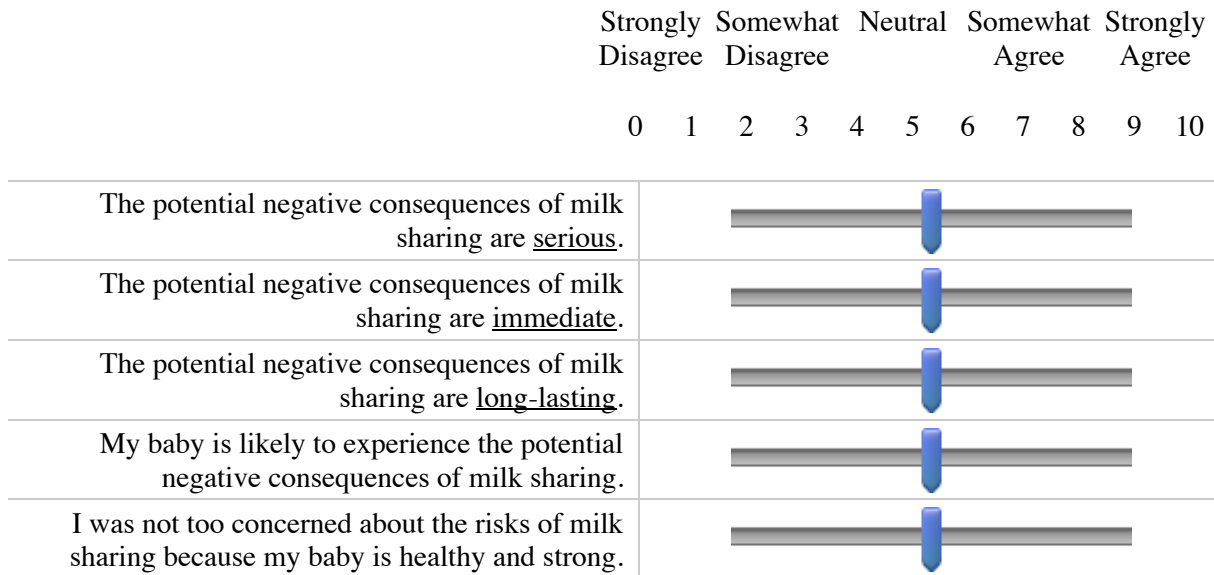 Strongly Somewhat Neutral Somewhat Strongly
Disagree Disagree Agree Agree
0 1 2 3 4 5 6 7 8 9 10
The potential negative consequences of milk
sharing are serious.
The potential negative consequences of milk
sharing are immediate.
The potential negative consequences of milk
sharing are long-lasting.
My baby is likely to experience the potential
negative consequences of milk sharing.
I was not too concerned about the risks of milk
sharing because my baby is healthy and strong.